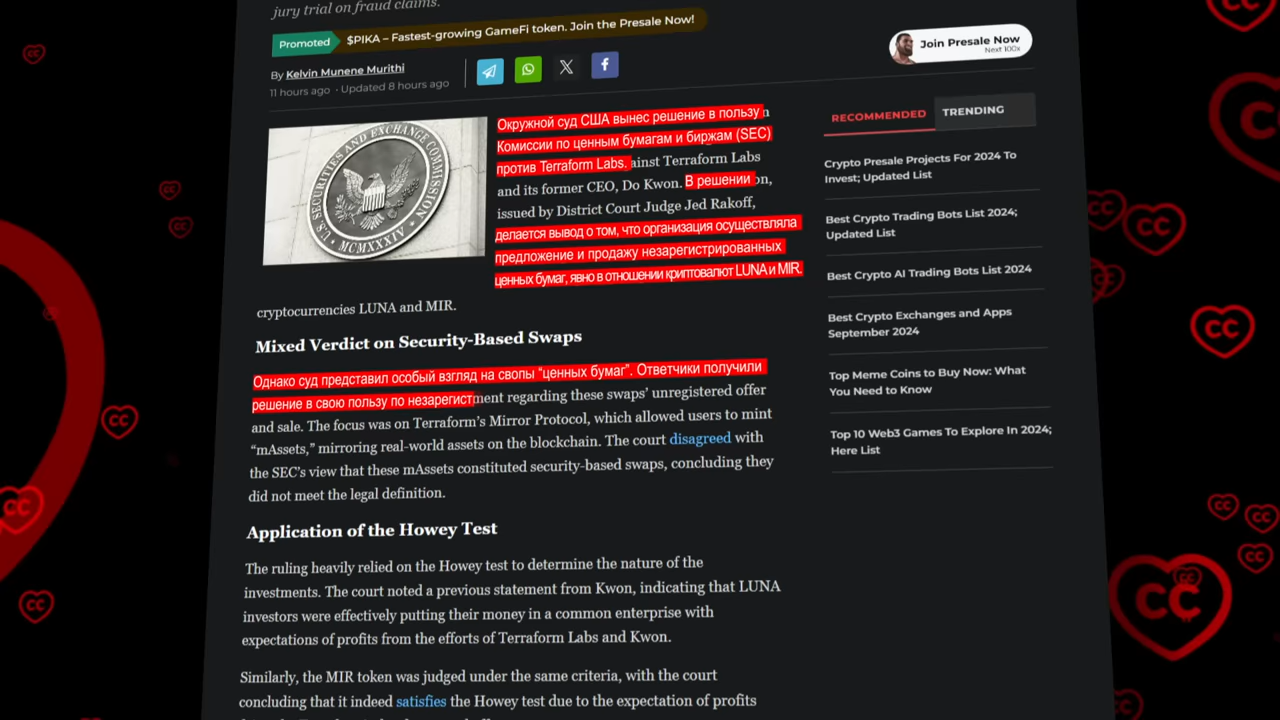 jury trial on fraud claims.
Promoted
$PIKA – Fastest-growing GameFi token. Join the Presale Now!
By Kelvin Munene Murithi
11 hours ago · Updated 8 hours ago
Join Presale Now
Next 100x
SECURITIES AND EXCHANGE COMMISSION
U.S. MCMXXXIV
Окружной суд США вынес решение в пользу
Комиссии по ценным бумагам и биржам (SEC)
против Terraform Labs. ainst Terraform Labs
and its former CEO, Do Kwon. В решении on,
issued by District Court Judge Jed Rakoff,
делается вывод о том, что организация осуществляла
предложение и продажу незарегистрированных
ценных бумаг, явно в отношении криптовалют LUNA и MIR.
cryptocurrencies LUNA and MIR.
Mixed Verdict on Security-Based Swaps
Однако суд представил особый взгляд на свопы “ценных бумаг”. Ответчики получили
решение в свою пользу по незарегистment regarding these swaps’ unregistered offer
and sale. The focus was on Terraform’s Mirror Protocol, which allowed users to mint
“mAssets,” mirroring real-world assets on the blockchain. The court disagreed with
the SEC’s view that these mAssets constituted security-based swaps, concluding they
did not meet the legal definition.
Application of the Howey Test
The ruling heavily relied on the Howey test to determine the nature of the
investments. The court noted a previous statement from Kwon, indicating that LUNA
investors were effectively putting their money in a common enterprise with
expectations of profits from the efforts of Terraform Labs and Kwon.
Similarly, the MIR token was judged under the same criteria, with the court
concluding that it indeed satisfies the Howey test due to the expectation of profits
RECOMMENDED
TRENDING
Crypto Presale Projects For 2024 To
Invest; Updated List
Best Crypto Trading Bots List 2024;
Updated List
Best Crypto AI Trading Bots List 2024
Best Crypto Exchanges and Apps
September 2024
Top Meme Coins to Buy Now: What
You Need to Know
Top 10 Web3 Games To Explore In 2024;
Here List